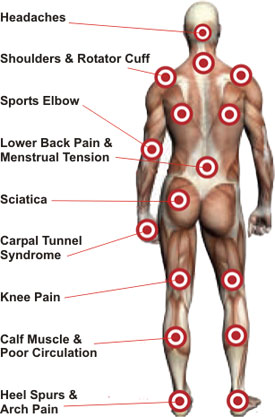 Headaches
Shoulders & Rotator Cuff
Sports Elbow
Lower Back Pain &
Menstrual Tension
Sciatica
Carpal Tunnel
Syndrome
Knee Pain
Calf Muscle &
Poor Circulation
Heel Spurs &
Arch Pain